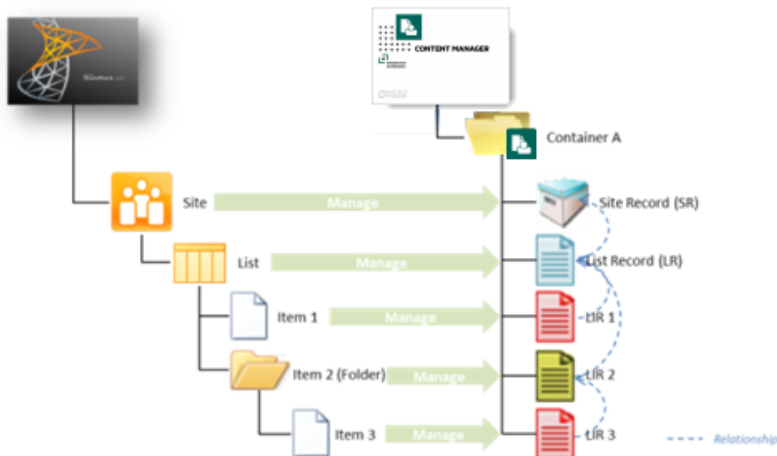 SharePoint
CONTENT MANAGER
Container A
Site
Manage
Site Record (SR)
List
Manage
List Record (LR)
Item 1
Manage
LIR 1
Item 2 (Folder)
Manage
LIR 2
Item 3
Manage
LIR 3
Relationship